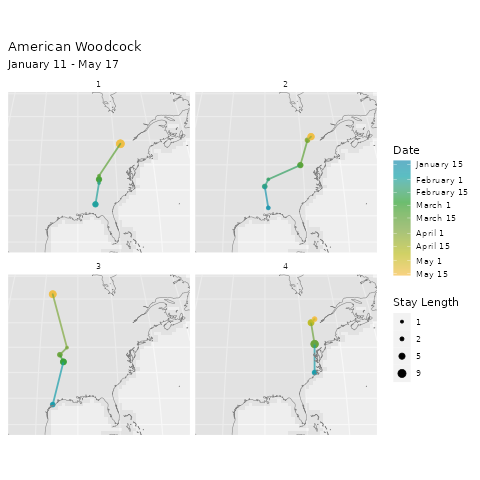 American Woodcock
January 11 - May 17
1
2
3
4
Date
January 15
February 1
February 15
March 1
March 15
April 1
April 15
May 1
May 15
Stay Length
1
2
5
9